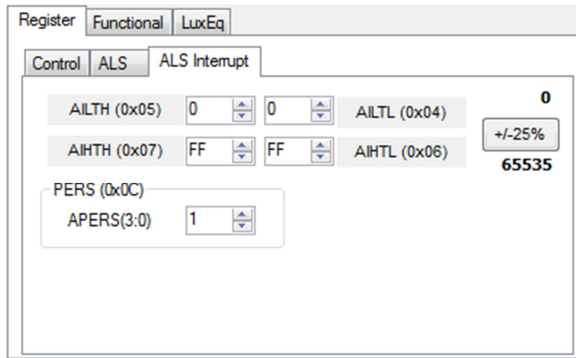 Register Functional LuxEq
Control ALS ALS Interrupt
AILTH (0x05) 0 0 AILTL (0x04) 0
+/-25%
AIHTH (0x07) FF FF AIHTL (0x06) 65535
PERS (0x0C)
APERS(3:0) 1